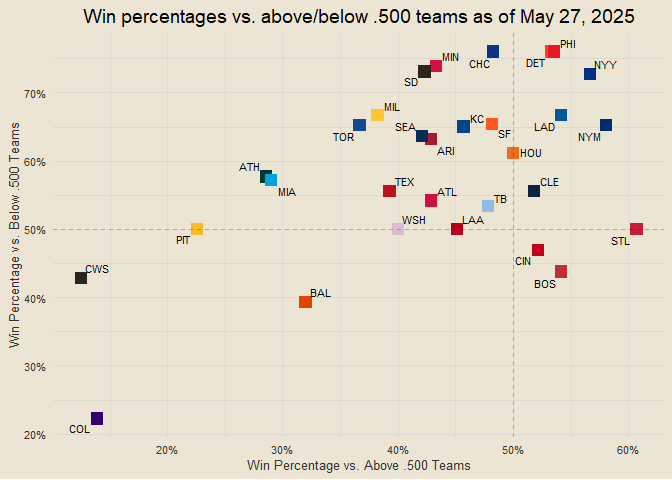 Win percentages vs. above/below .500 teams as of May 27, 2025
PHI
MIN
CHC
DET
NYY
SD
70%
MIL
TOR
SEA
KC
SF
LAD
NYM
ARI
HOU
60%
ATH
MIA
TEX
ATL
TB
CLE
WSH
LAA
50%
PIT
STL
CIN
CWS
BOS
40%
BAL
30%
COL
20%
20%
30%
40%
50%
60%
Win Percentage vs. Above .500 Teams
Win Percentage vs. Below .500 Teams